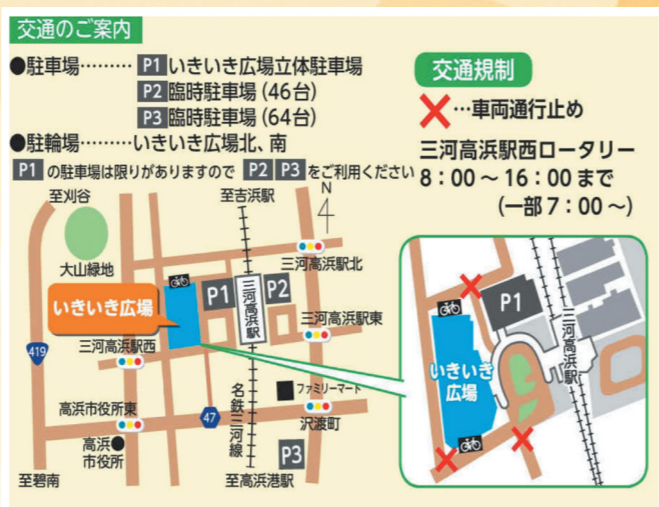 交通のご案内
●駐車場……… P1 いきいき広場立体駐車場
P2 臨時駐車場(46台)
P3 臨時駐車場(64台)
●駐輪場………いきいき広場北、南
P1 の駐車場は限りがありますので P2 P3 をご利用ください
交通規制
…車両通行止め
三河高浜駅西ロータリー
8:00~16:00まで
(一部7:00~)
至刈谷
至吉浜駅
N
大山緑地
三河高浜駅北
いきいき広場
P1
三河高浜駅
P2
三河高浜駅東
419
三河高浜駅西
ファミリーマート
高浜市役所東
47
名鉄三河線
沢渡町
高浜
市役所
P3
至碧南
至高浜港駅
P1
三河高浜駅
いきいき
広場